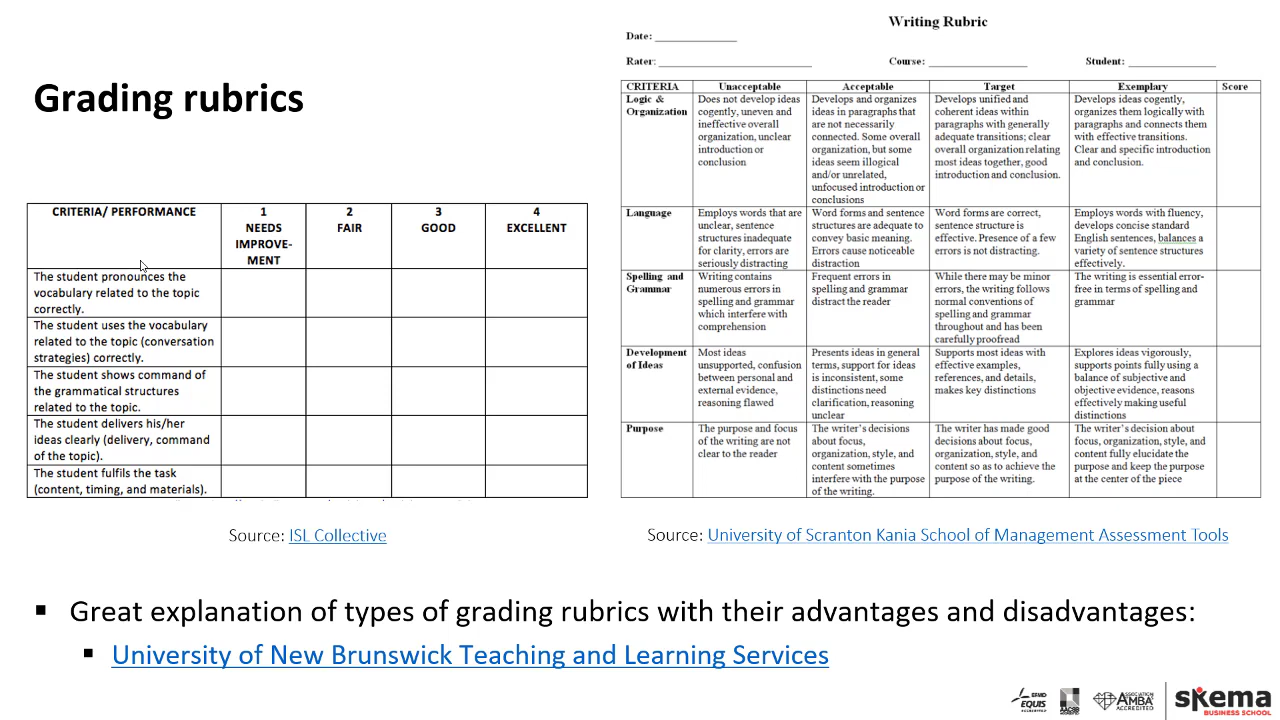 Grading rubrics
CRITERIA/ PERFORMANCE
1
NEEDS
IMPROVE-
MENT
2
FAIR
3
GOOD
4
EXCELLENT
The student pronounces the
vocabulary related to the topic
correctly.
The student uses the vocabulary
related to the topic (conversation
strategies) correctly.
The student shows command of
the grammatical structures
related to the topic.
The student delivers his/her
ideas clearly (delivery, command
of the topic).
The student fulfils the task
(content, timing, and materials).
Source: ISL Collective
Writing Rubric
Date: ______________
Rater: __________________________ Course: _________________ Student: _______________
CRITERIA
Unacceptable
Acceptable
Target
Exemplary
Score
Logic &
Organization
Does not develop ideas
cogently, uneven and
ineffective overall
organization, unclear
introduction or
conclusion
Develops and organizes
ideas in paragraphs that
are not necessarily
connected. Some overall
organization, but some
ideas seem illogical
and/or unrelated,
unfocused introduction or
conclusions
Develops unified and
coherent ideas within
paragraphs with generally
adequate transitions; clear
overall organization relating
most ideas together, good
introduction and conclusion.
Develops ideas cogently,
organizes them logically with
paragraphs and connects them
with effective transitions.
Clear and specific introduction
and conclusion.
Language
Employs words that are
unclear, sentence
structures inadequate
for clarity, errors are
seriously distracting
Word forms and sentence
structures are adequate to
convey basic meaning.
Errors cause noticeable
distraction
Word forms are correct,
sentence structure is
effective. Presence of a few
errors is not distracting.
Employs words with fluency,
develops concise standard
English sentences, balances a
variety of sentence structures
effectively.
Spelling and
Grammar
Writing contains
numerous errors in
spelling and grammar
which interfere with
comprehension
Frequent errors in
spelling and grammar
distract the reader
While there may be minor
errors, the writing follows
normal conventions of
spelling and grammar
throughout and has been
carefully proofread
The writing is essential error-
free in terms of spelling and
grammar
Development
of Ideas
Most ideas
unsupported, confusion
between personal and
external evidence,
reasoning flawed
Presents ideas in general
terms, support for ideas
is inconsistent, some
distinctions need
clarification, reasoning
unclear
Supports most ideas with
effective examples,
references, and details,
makes key distinctions
Explores ideas vigorously,
supports points fully using a
balance of subjective and
objective evidence, reasons
effectively making useful
distinctions
Purpose
The purpose and focus
of the writing are not
clear to the reader
The writer's decisions
about focus,
organization, style, and
content sometimes
interfere with the purpose
of the writing.
The writer has made good
decisions about focus,
organization, style, and
content so as to achieve the
purpose of the writing.
The writer's decision about
focus, organization, style, and
content fully elucidate the
purpose and keep the purpose
at the center of the piece
Source: University of Scranton Kania School of Management Assessment Tools
▪ Great explanation of types of grading rubrics with their advantages and disadvantages:
▪ University of New Brunswick Teaching and Learning Services
EFMD
EQUIS
AACSB
ASSOCIATION
AMBA
ACCREDITED
skema
BUSINESS SCHOOL